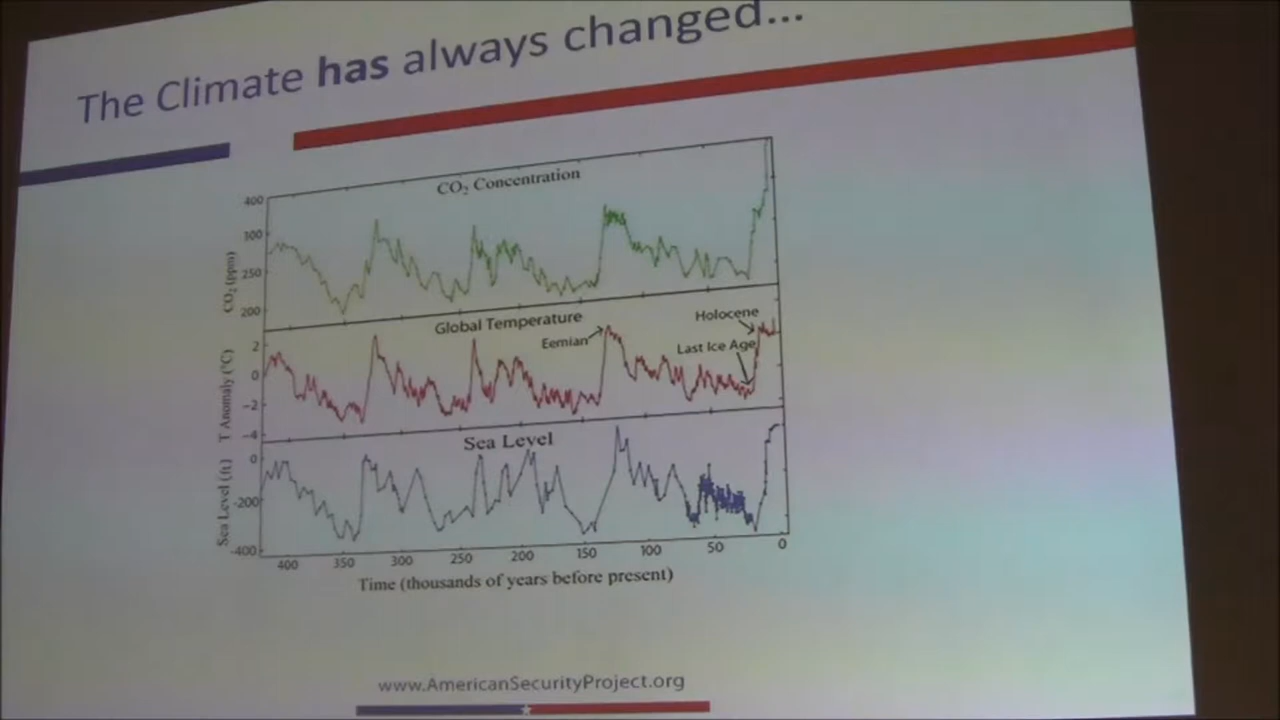 The Climate has always changed...
CO₂ Concentration
400
300
250
200
CO₂ (ppm)
Global Temperature
Eemian
Holocene
Last Ice Age
2
0
−2
−4
T Anomaly (°C)
Sea Level
0
-200
-400
Sea Level (ft)
400 350 300 250 200 150 100 50 0
Time (thousands of years before present)
www.AmericanSecurityProject.org